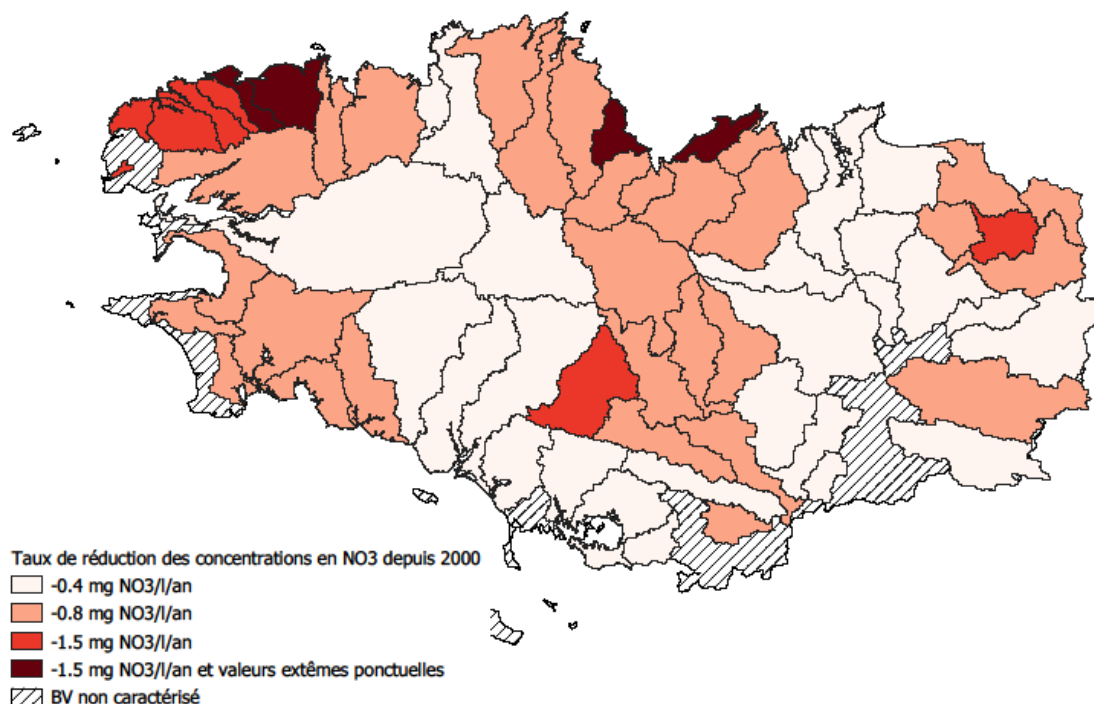 Taux de réduction des concentrations en NO3 depuis 2000
-0.4 mg NO3/l/an
-0.8 mg NO3/l/an
-1.5 mg NO3/l/an
-1.5 mg NO3/l/an et valeurs extêmes ponctuelles
BV non caractérisé